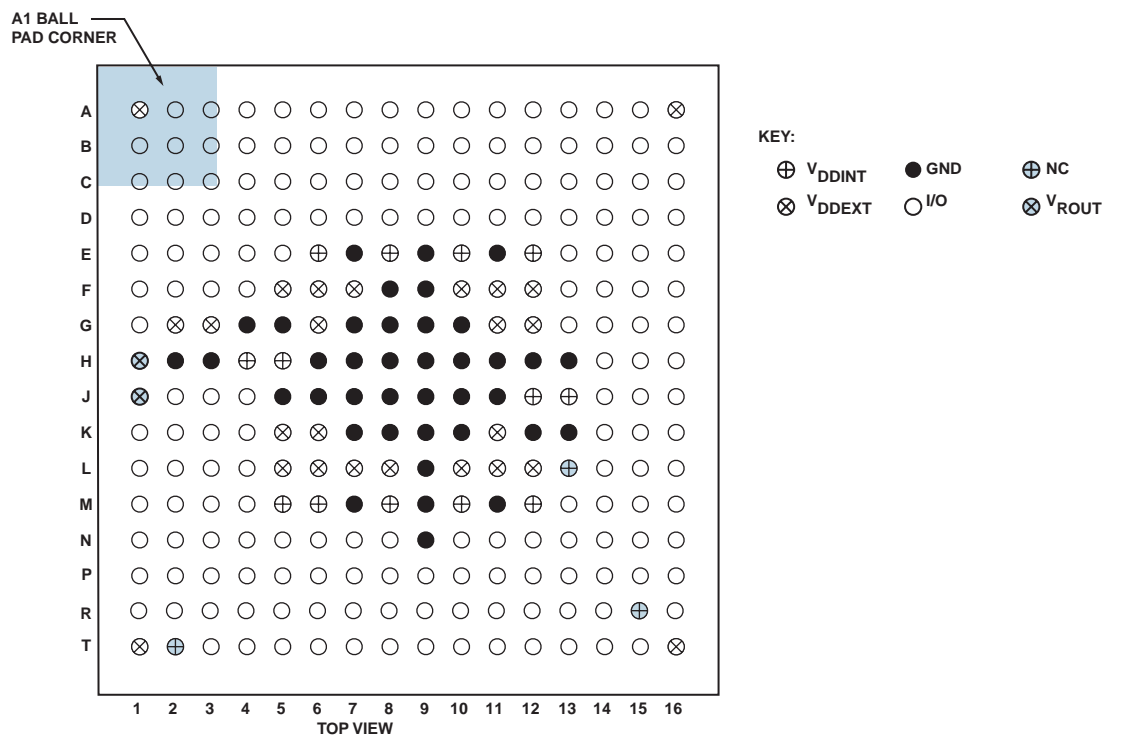 A1 BALL
PAD CORNER
A
B
C
D
E
F
G
H
J
K
L
M
N
P
R
T
1 2 3 4 5 6 7 8 9 10 11 12 13 14 15 16
TOP VIEW
KEY:
VDDINT GND NC
VDDEXT I/O VROUT